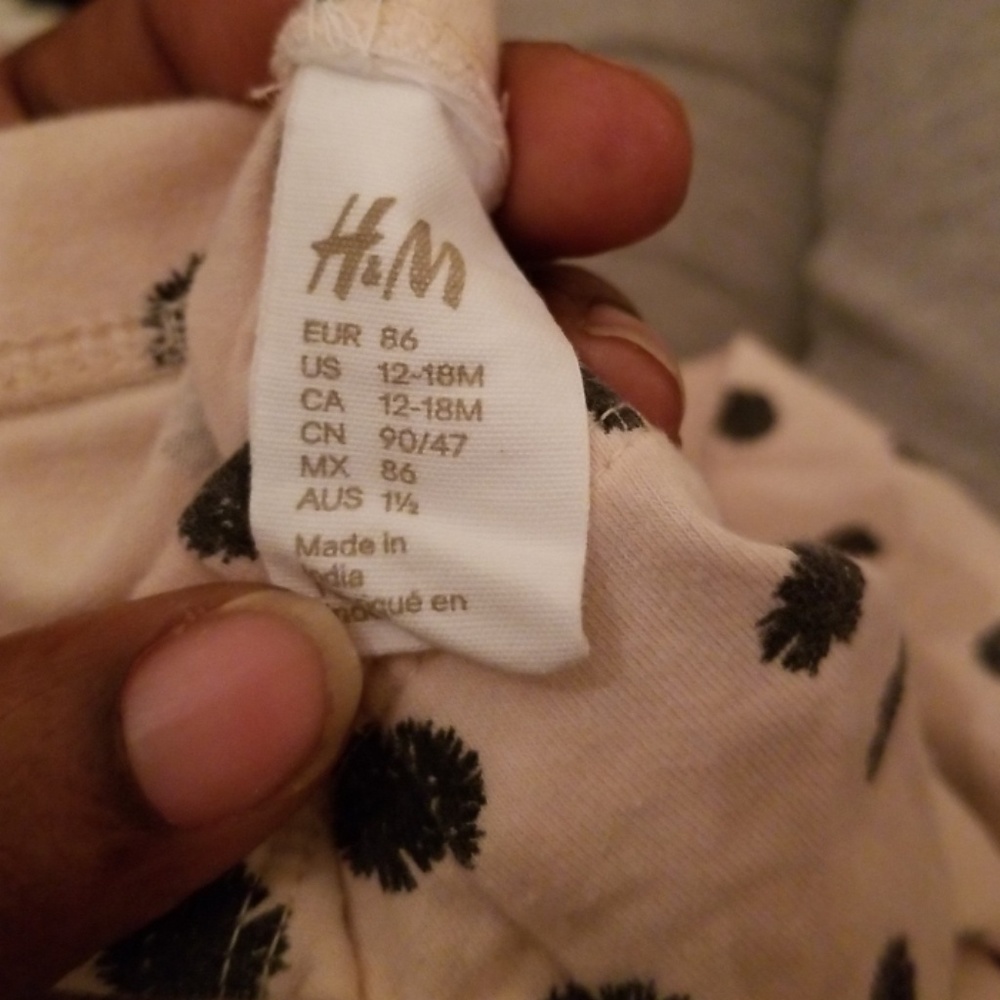 H&M
EUR 86
US 12-18M
CA 12-18M
CN 90/47
MX 86
AUS 1½
Made in
India
en